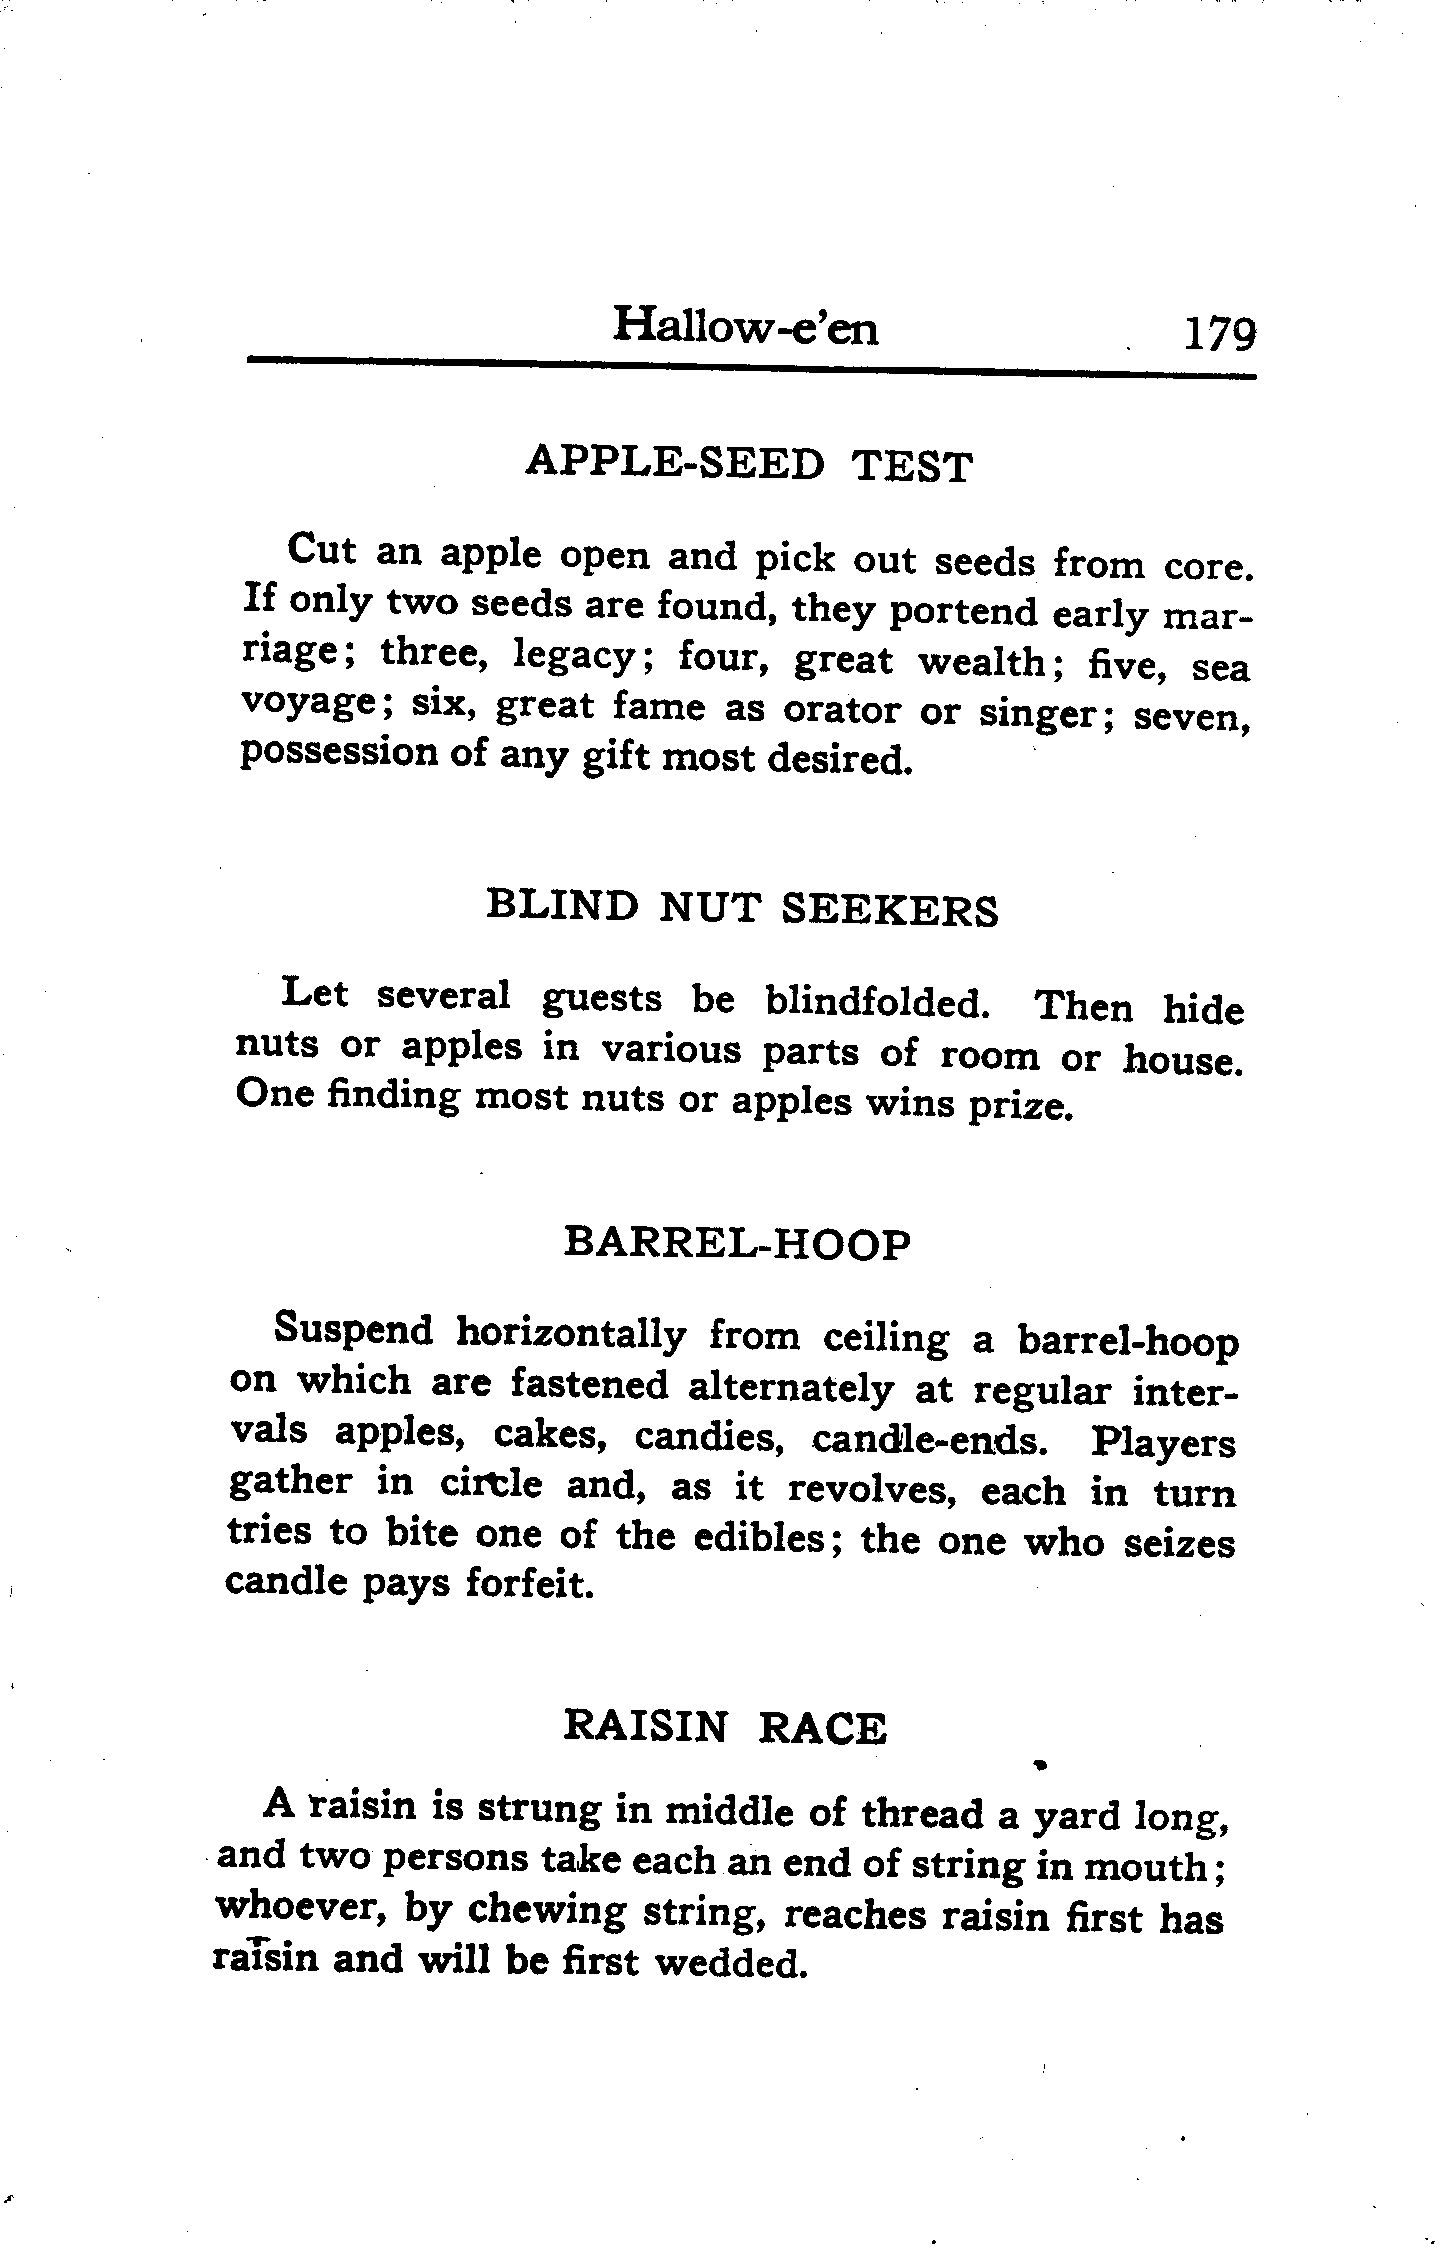 Hallow-e'en 179
APPLE-SEED TEST
Cut an apple open and pick out seeds from core.
If only two seeds are found, they portend early mar-
riage; three, legacy; four, great wealth; five, sea
voyage; six, great fame as orator or singer; seven,
possession of any gift most desired.
BLIND NUT SEEKERS
Let several guests be blindfolded. Then hide
nuts or apples in various parts of room or house.
One finding most nuts or apples wins prize.
BARREL-HOOP
Suspend horizontally from ceiling a barrel-hoop
on which are fastened alternately at regular inter-
vals apples, cakes, candies, candle-ends. Players
gather in circle and, as it revolves, each in turn
tries to bite one of the edibles; the one who seizes
candle pays forfeit.
RAISIN RACE
A raisin is strung in middle of thread a yard long,
and two persons take each an end of string in mouth;
whoever, by chewing string, reaches raisin first has
raisin and will be first wedded.